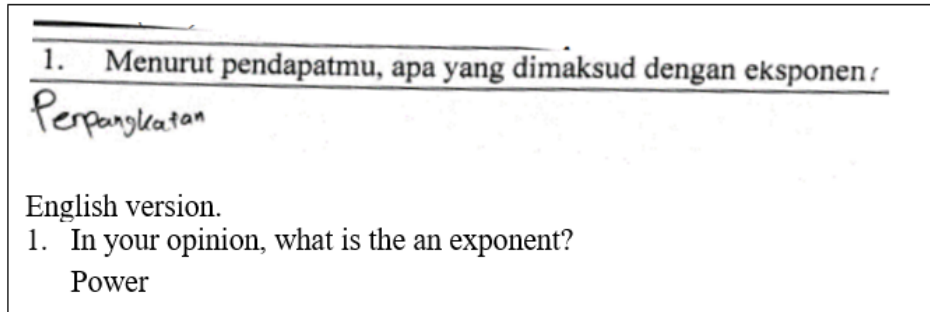 1. Menurut pendapatmu, apa yang dimaksud dengan eksponen?
Perpangkatan
English version.
1. In your opinion, what is the an exponent?
Power